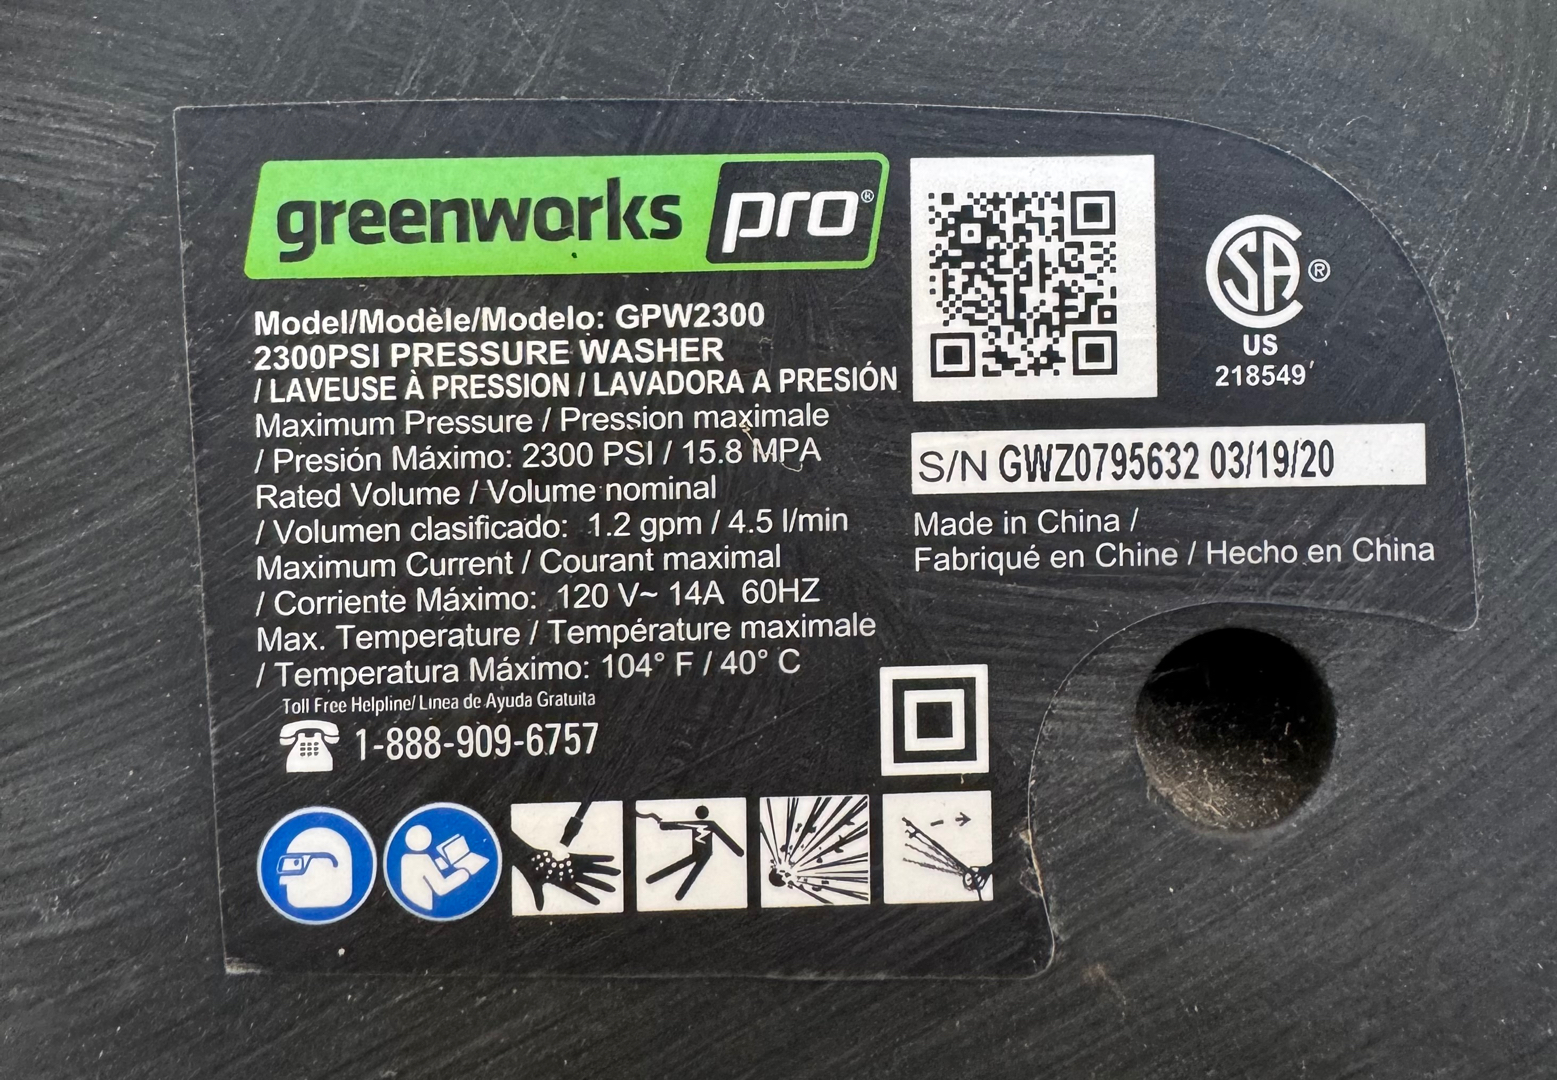 greenworks pro®
Model/Modèle/Modelo: GPW2300
2300PSI PRESSURE WASHER
/ LAVEUSE À PRESSION / LAVADORA A PRESIÓN
Maximum Pressure / Pression maximale
/ Presión Máximo: 2300 PSI / 15.8 MPA
Rated Volume / Volume nominal
/ Volumen clasificado: 1.2 gpm / 4.5 l/min
Maximum Current / Courant maximal
/ Corriente Máximo: 120 V~ 14A 60HZ
Max. Temperature / Température maximale
/ Temperatura Máximo: 104° F / 40° C
Toll Free Helpline/ Linea de Ayuda Gratuita
1-888-909-6757
SA®
US
218549
S/N GWZ0795632 03/19/20
Made in China /
Fabriqué en Chine / Hecho en China